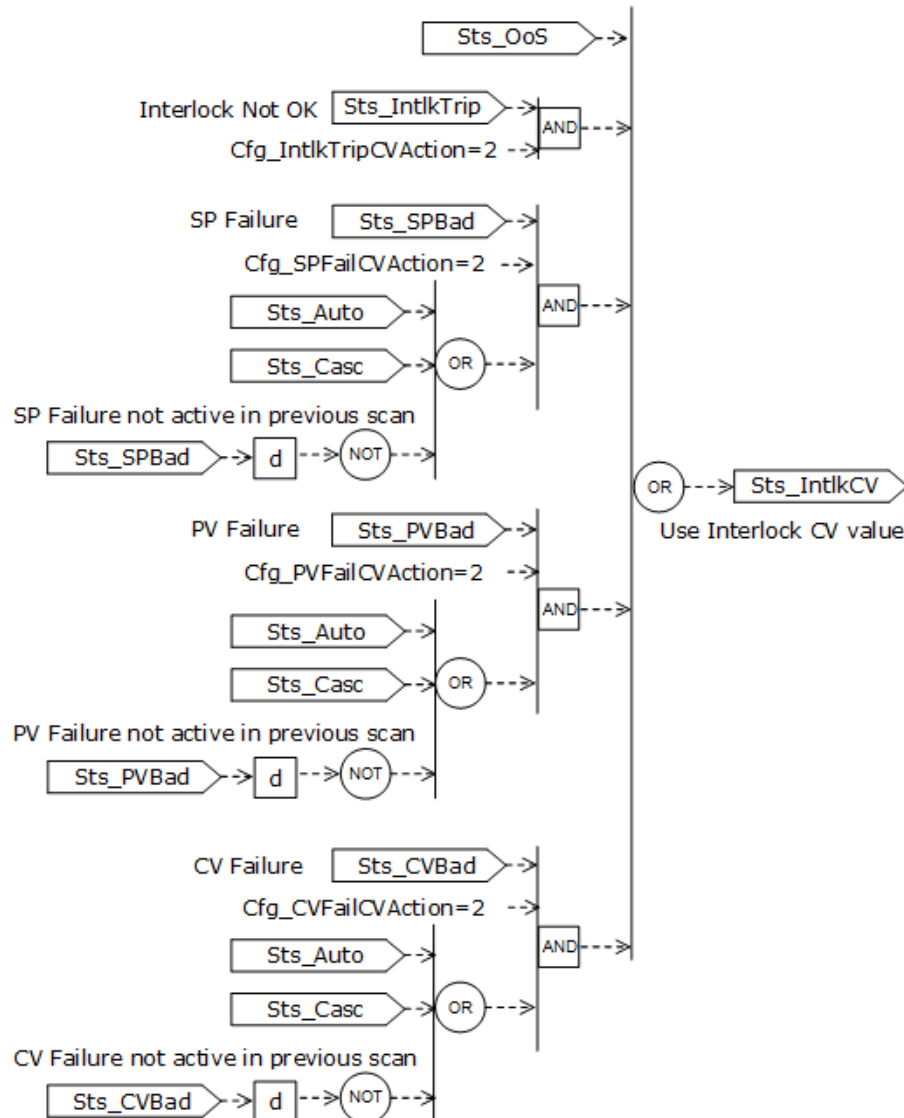 Sts_OoS
Interlock Not OK
Sts_IntlkTrip
AND
Cfg_IntlkTripCVAction=2
SP Failure
Sts_SPBad
Cfg_SPFailCVAction=2
AND
Sts_Auto
Sts_Casc
OR
SP Failure not active in previous scan
Sts_SPBad
d
NOT
OR
Sts_IntlkCV
Use Interlock CV value
PV Failure
Sts_PVBad
Cfg_PVFailCVAction=2
AND
Sts_Auto
Sts_Casc
OR
PV Failure not active in previous scan
Sts_PVBad
d
NOT
CV Failure
Sts_CVBad
Cfg_CVFailCVAction=2
AND
Sts_Auto
Sts_Casc
OR
CV Failure not active in previous scan
Sts_CVBad
d
NOT